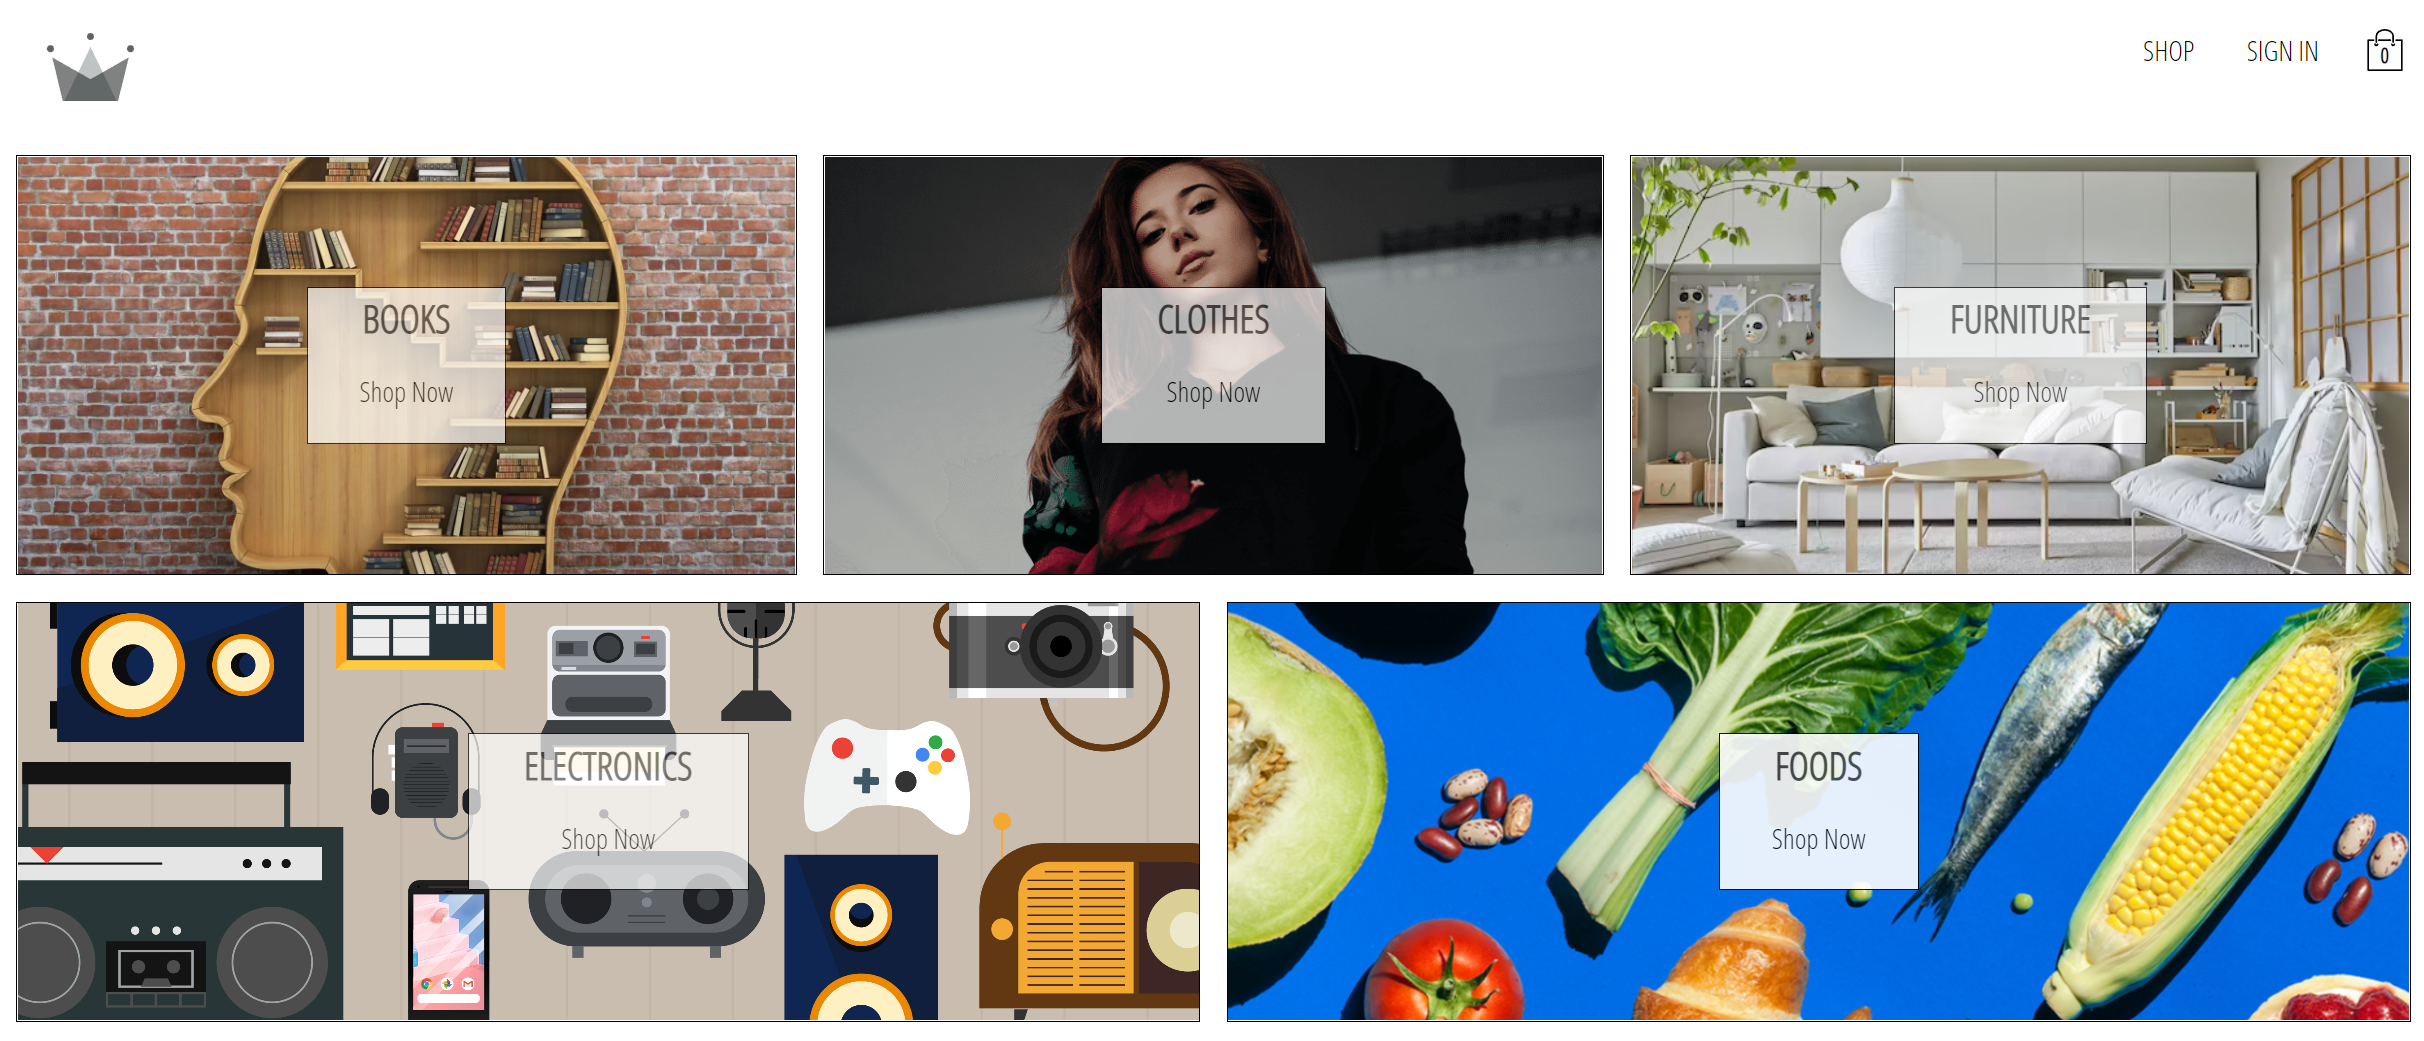 SHOP
SIGN IN
0
BOOKS
Shop Now
CLOTHES
Shop Now
FURNITURE
Shop Now
ELECTRONICS
Shop Now
FOODS
Shop Now